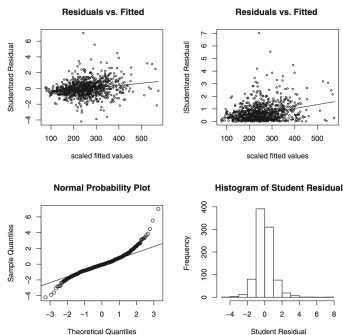 Residuals vs. Fitted
Studentized Residual
6
4
2
0
−2
−4
100 200 300 400 500
scaled fitted values
Residuals vs. Fitted
|Studentized Residual|
7
6
5
4
3
2
1
0
100 200 300 400 500
scaled fitted values
Normal Probability Plot
Sample Quantiles
6
4
2
0
−2
−4
−3 −2 −1 0 1 2 3
Theoretical Quantiles
Histogram of Student Residual
Frequency
400
300
200
100
0
−4 −2 0 2 4 6 8
Student Residual